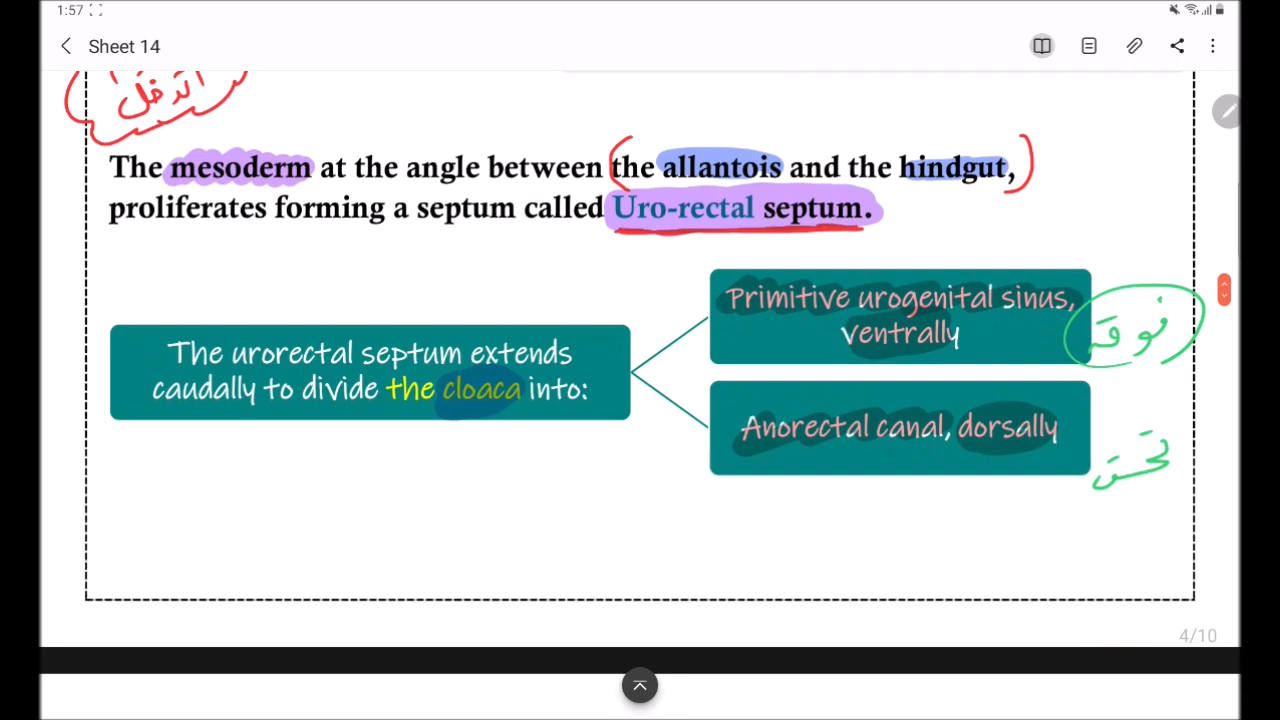 1:57
Sheet 14
الدخل
The mesoderm at the angle between the allantois and the hindgut,
proliferates forming a septum called Uro-rectal septum.
The urorectal septum extends
caudally to divide the cloaca into:
Primitive urogenital sinus,
ventrally
فوق
Anorectal canal, dorsally
تحت
4/10